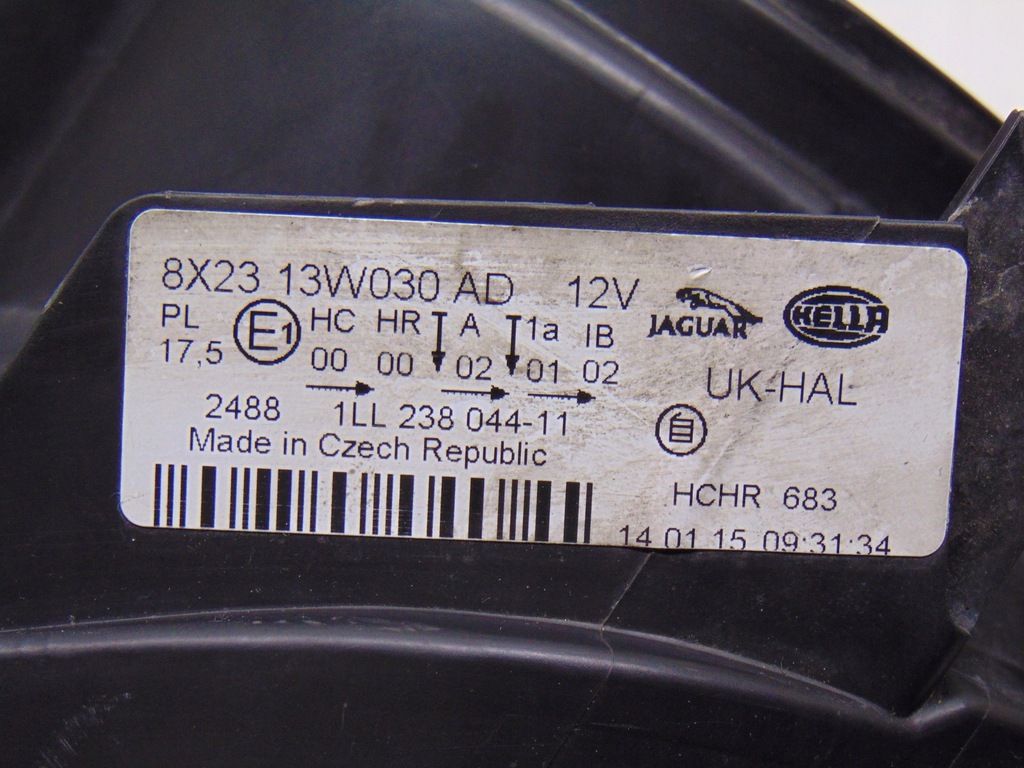 8X23 13W030 AD 12V JAGUAR HELLA
PL E1 HC HR A 1a IB
17,5 00 00 02 01 02 UK-HAL
2488 1LL 238 044-11 自
Made in Czech Republic
HCHR 683
14 01 15 09:31:34